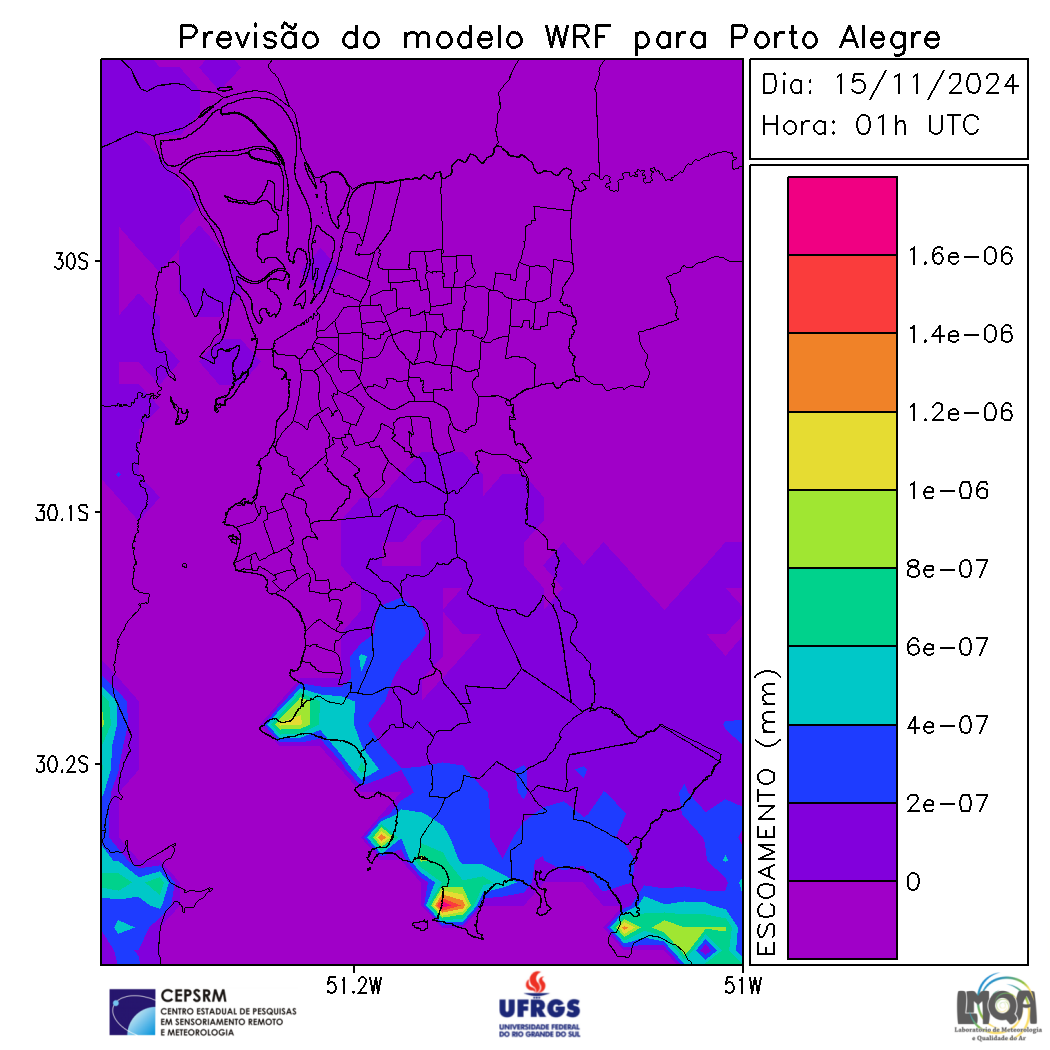 Previsão do modelo WRF para Porto Alegre
Dia: 15/11/2024
Hora: 01h UTC
30S
30.1S
30.2S
51.2W
51W
1.6e-06
1.4e-06
1.2e-06
1e-06
8e-07
6e-07
4e-07
2e-07
0
ESCOAMENTO (mm)
CEPSRM
CENTRO ESTADUAL DE PESQUISAS
EM SENSORIAMENTO REMOTO
E METEOROLOGIA
UFRGS
UNIVERSIDADE FEDERAL
DO RIO GRANDE DO SUL
LMQA
Laboratório de Meteorologia
e Qualidade do Ar